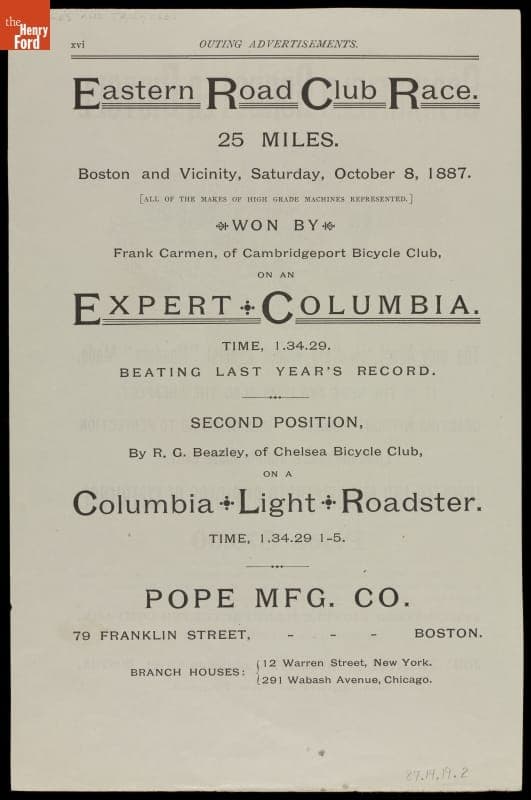 the
Henry
Ford
xvi OUTING ADVERTISEMENTS.
Eastern Road Club Race.
25 MILES.
Boston and Vicinity, Saturday, October 8, 1887.
[ALL OF THE MAKES OF HIGH GRADE MACHINES REPRESENTED.]
WON BY
Frank Carmen, of Cambridgeport Bicycle Club,
ON AN
EXPERT COLUMBIA.
TIME, 1.34.29.
BEATING LAST YEAR'S RECORD.
SECOND POSITION,
By R. G. Beazley, of Chelsea Bicycle Club,
ON A
Columbia Light Roadster.
TIME, 1.34.29 1-5.
POPE MFG. CO.
79 FRANKLIN STREET, - - - BOSTON.
BRANCH HOUSES: { 12 Warren Street, New York.
291 Wabash Avenue, Chicago.
87.19.19.2